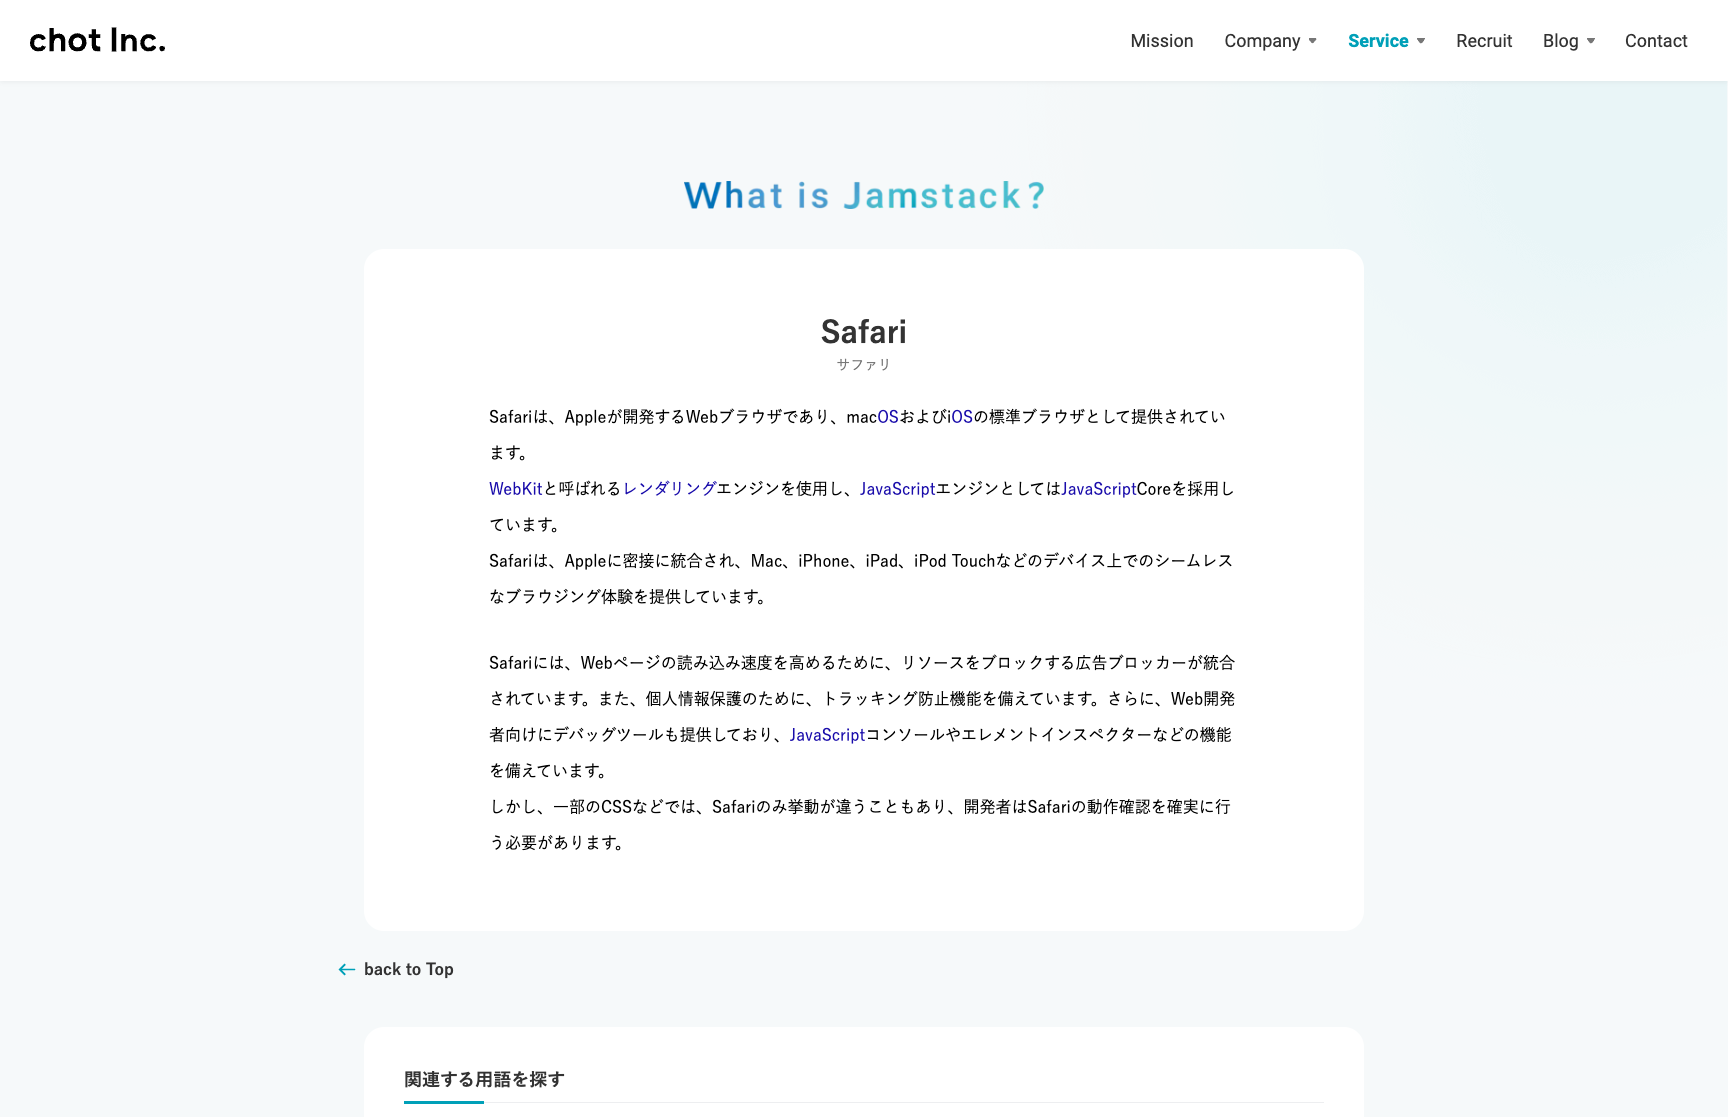 chot Inc.
Mission Company Service Recruit Blog Contact
What is Jamstack?
Safari
サファリ
Safariは、Appleが開発するWebブラウザであり、macOSおよびiOSの標準ブラウザとして提供されてい
ます。
WebKitと呼ばれるレンダリングエンジンを使用し、JavaScriptエンジンとしてはJavaScriptCoreを採用し
ています。
Safariは、Appleに密接に統合され、Mac、iPhone、iPad、iPod Touchなどのデバイス上でのシームレス
なブラウジング体験を提供しています。
Safariには、Webページの読み込み速度を高めるために、リソースをブロックする広告ブロッカーが統合
されています。また、個人情報保護のために、トラッキング防止機能を備えています。さらに、Web開発
者向けにデバッグツールも提供しており、JavaScriptコンソールやエレメントインスペクターなどの機能
を備えています。
しかし、一部のCSSなどでは、Safariのみ挙動が違うこともあり、開発者はSafariの動作確認を確実に行
う必要があります。
back to Top
関連する用語を探す